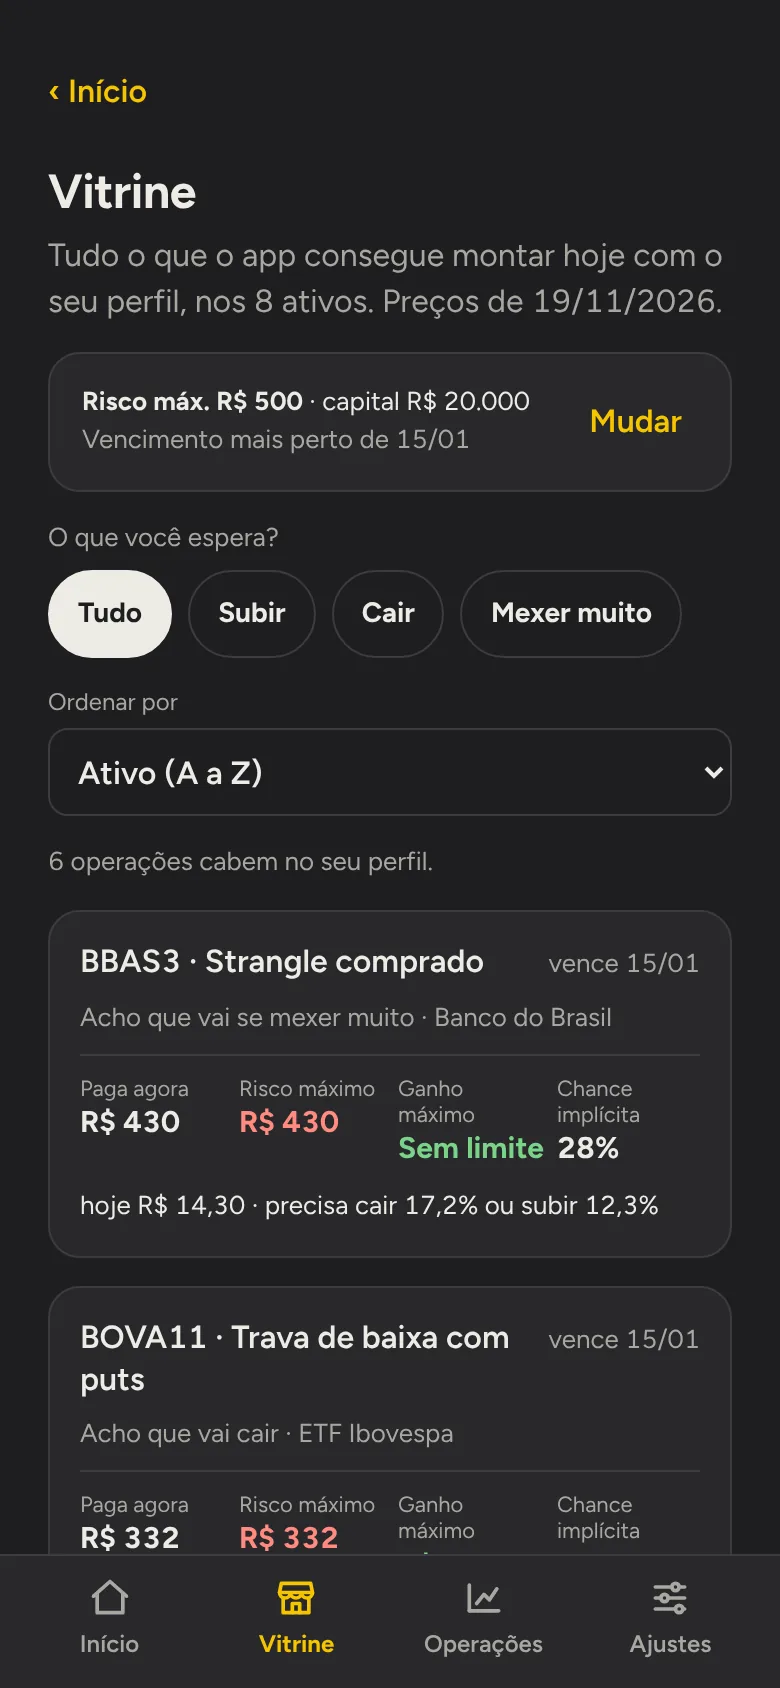 ‹ Início
Vitrine
Tudo o que o app consegue montar hoje com o
seu perfil, nos 8 ativos. Preços de 19/11/2026.
Risco máx. R$ 500 · capital R$ 20.000
Vencimento mais perto de 15/01
Mudar
O que você espera?
Tudo
Subir
Cair
Mexer muito
Ordenar por
Ativo (A a Z)
6 operações cabem no seu perfil.
BBAS3 · Strangle comprado
vence 15/01
Acho que vai se mexer muito · Banco do Brasil
Paga agora
R$ 430
Risco máximo
R$ 430
Ganho
máximo
Sem limite
Chance
implícita
28%
hoje R$ 14,30 · precisa cair 17,2% ou subir 12,3%
BOVA11 · Trava de baixa com
puts
vence 15/01
Acho que vai cair · ETF Ibovespa
Paga agora
R$ 332
Risco máximo
R$ 332
Ganho
máximo
Chance
implícita
Início
Vitrine
Operações
Ajustes